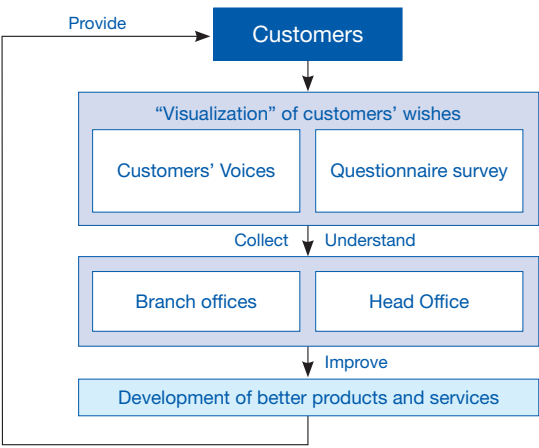 Provide
Customers
“Visualization” of customers’ wishes
Customers’ Voices
Questionnaire survey
Collect
Understand
Branch offices
Head Office
Improve
Development of better products and services